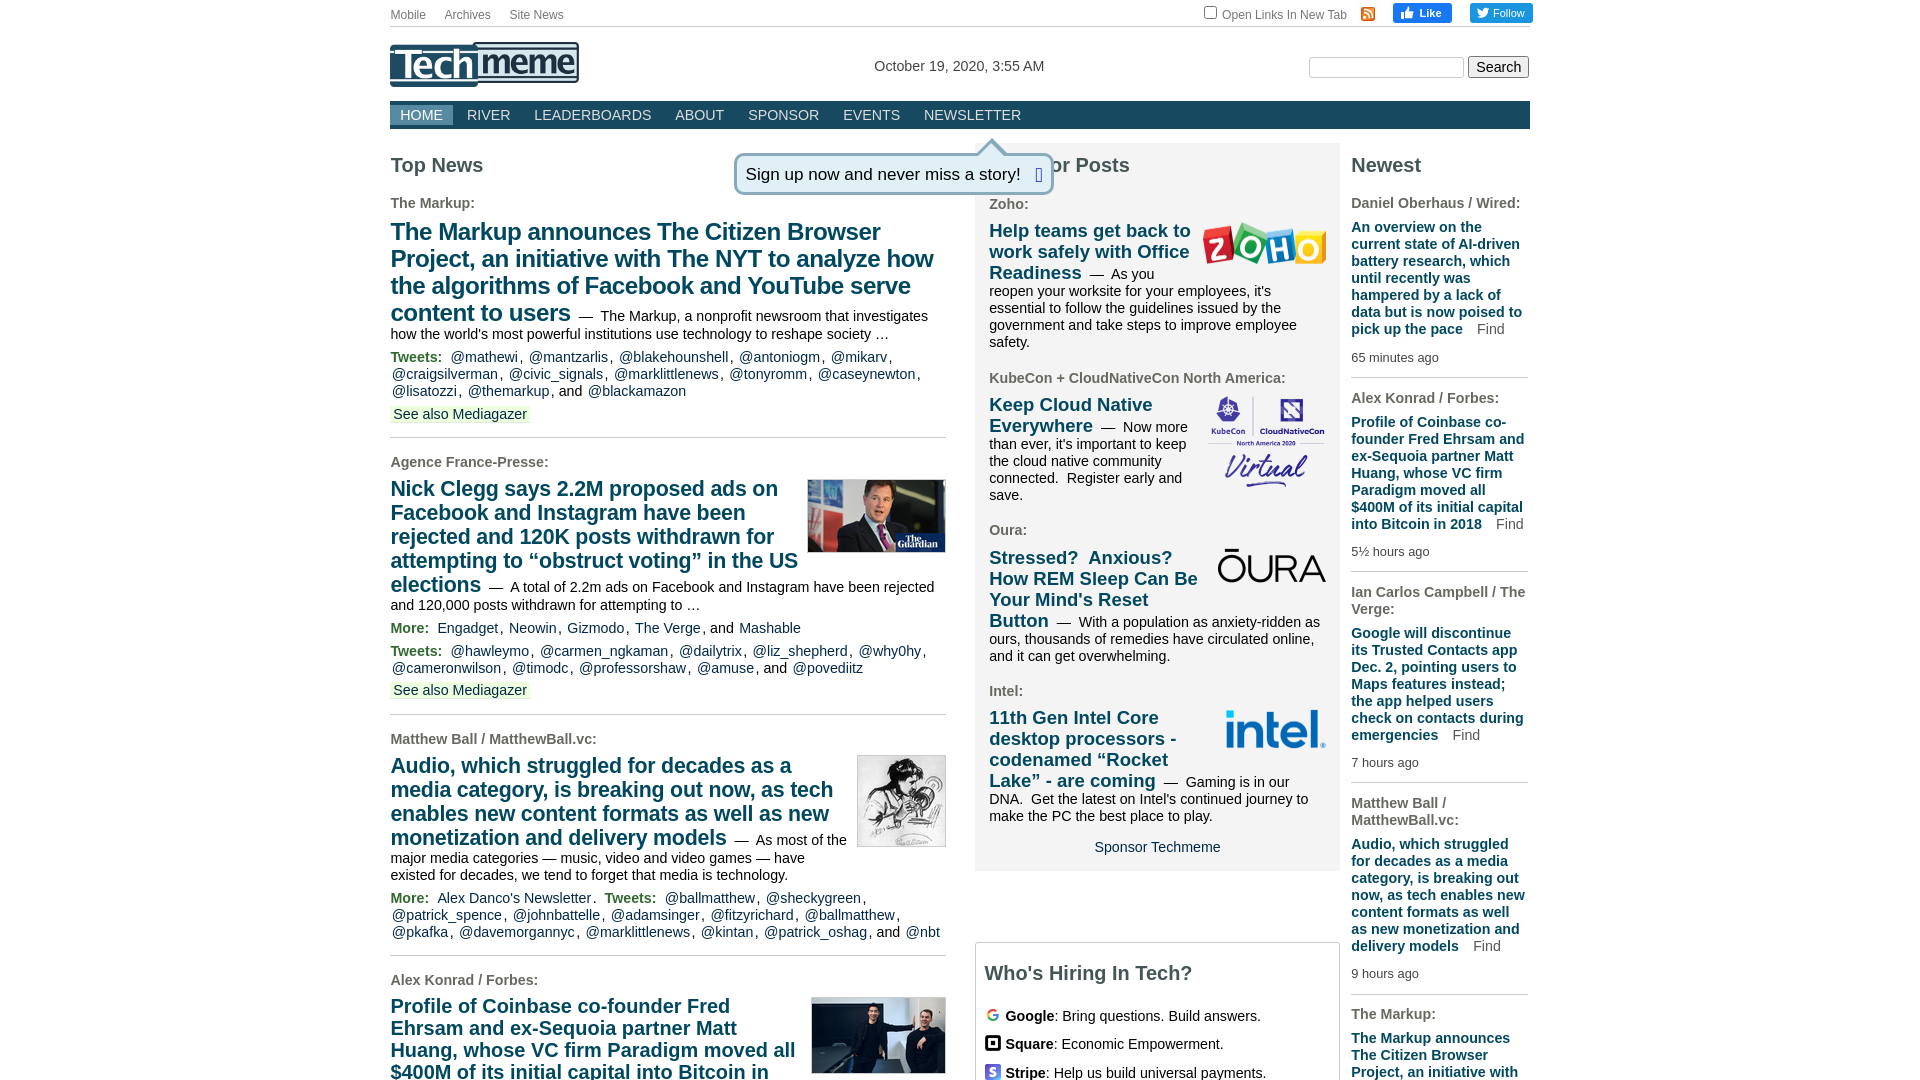 Mobile Archives Site News
Open Links In New Tab
Like
Follow
Techmeme
October 19, 2020, 3:55 AM
Search
HOME RIVER LEADERBOARDS ABOUT SPONSOR EVENTS NEWSLETTER
Sign up now and never miss a story!
Top News
The Markup:
The Markup announces The Citizen Browser
Project, an initiative with The NYT to analyze how
the algorithms of Facebook and YouTube serve
content to users — The Markup, a nonprofit newsroom that investigates
how the world's most powerful institutions use technology to reshape society …
Tweets: @mathewi, @mantzarlis, @blakehounshell, @antoniogm, @mikarv,
@craigsilverman, @civic_signals, @marklittlenews, @tonyromm, @caseynewton,
@lisatozzi, @themarkup, and @blackamazon
See also Mediagazer
Agence France-Presse:
Nick Clegg says 2.2M proposed ads on
Facebook and Instagram have been
rejected and 120K posts withdrawn for
attempting to “obstruct voting” in the US
elections — A total of 2.2m ads on Facebook and Instagram have been rejected
and 120,000 posts withdrawn for attempting to …
The Guardian
More: Engadget, Neowin, Gizmodo, The Verge, and Mashable
Tweets: @hawleymo, @carmen_ngkaman, @dailytrix, @liz_shepherd, @why0hy,
@cameronwilson, @timodc, @professorshaw, @amuse, and @povediitz
See also Mediagazer
Matthew Ball / MatthewBall.vc:
Audio, which struggled for decades as a
media category, is breaking out now, as tech
enables new content formats as well as new
monetization and delivery models — As most of the
major media categories — music, video and video games — have
existed for decades, we tend to forget that media is technology.
More: Alex Danco's Newsletter. Tweets: @ballmatthew, @sheckygreen,
@patrick_spence, @johnbattelle, @adamsinger, @fitzyrichard, @ballmatthew,
@pkafka, @davemorgannyc, @marklittlenews, @kintan, @patrick_oshag, and @nbt
Alex Konrad / Forbes:
Profile of Coinbase co-founder Fred
Ehrsam and ex-Sequoia partner Matt
Huang, whose VC firm Paradigm moved all
$400M of its initial capital into Bitcoin in
or Posts
Zoho:
Help teams get back to
work safely with Office
Readiness — As you
reopen your worksite for your employees, it's
essential to follow the guidelines issued by the
government and take steps to improve employee
safety.
ZOHO
KubeCon + CloudNativeCon North America:
Keep Cloud Native
Everywhere — Now more
than ever, it's important to keep
the cloud native community
connected. Register early and
save.
KubeCon CloudNativeCon
North America 2020
Virtual
Oura:
Stressed? Anxious?
How REM Sleep Can Be
Your Mind's Reset
Button — With a population as anxiety-ridden as
ours, thousands of remedies have circulated online,
and it can get overwhelming.
ŌURA
Intel:
11th Gen Intel Core
desktop processors -
codenamed “Rocket
Lake” - are coming — Gaming is in our
DNA. Get the latest on Intel's continued journey to
make the PC the best place to play.
intel
Sponsor Techmeme
Who's Hiring In Tech?
Google: Bring questions. Build answers.
Square: Economic Empowerment.
Stripe: Help us build universal payments.
Newest
Daniel Oberhaus / Wired:
An overview on the
current state of AI-driven
battery research, which
until recently was
hampered by a lack of
data but is now poised to
pick up the pace Find
65 minutes ago
Alex Konrad / Forbes:
Profile of Coinbase co-
founder Fred Ehrsam and
ex-Sequoia partner Matt
Huang, whose VC firm
Paradigm moved all
$400M of its initial capital
into Bitcoin in 2018 Find
5½ hours ago
Ian Carlos Campbell / The
Verge:
Google will discontinue
its Trusted Contacts app
Dec. 2, pointing users to
Maps features instead;
the app helped users
check on contacts during
emergencies Find
7 hours ago
Matthew Ball /
MatthewBall.vc:
Audio, which struggled
for decades as a media
category, is breaking out
now, as tech enables new
content formats as well
as new monetization and
delivery models Find
9 hours ago
The Markup:
The Markup announces
The Citizen Browser
Project, an initiative with